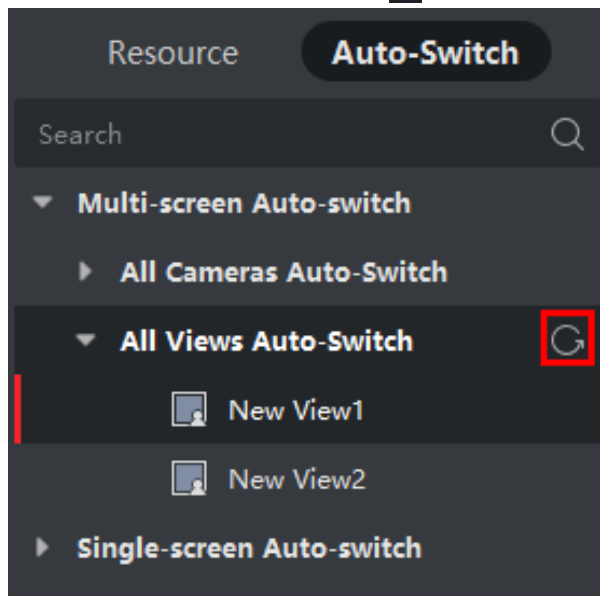 Resource Auto-Switch
Search
Multi-screen Auto-switch
All Cameras Auto-Switch
All Views Auto-Switch
New View1
New View2
Single-screen Auto-switch